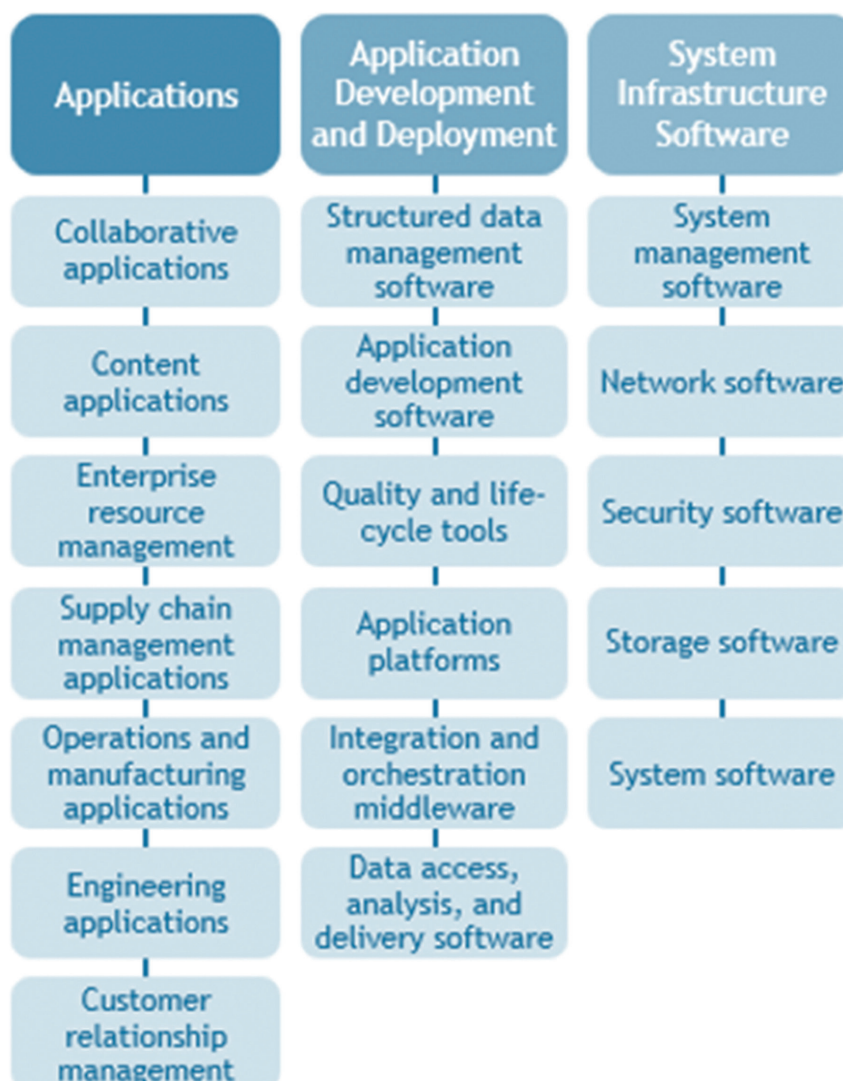 Applications
Collaborative
applications
Content
applications
Enterprise
resource
management
Supply chain
management
applications
Operations and
manufacturing
applications
Engineering
applications
Customer
relationship
management
Application
Development
and Deployment
Structured data
management
software
Application
development
software
Quality and life-
cycle tools
Application
platforms
Integration and
orchestration
middleware
Data access,
analysis, and
delivery software
System
Infrastructure
Software
System
management
software
Network software
Security software
Storage software
System software